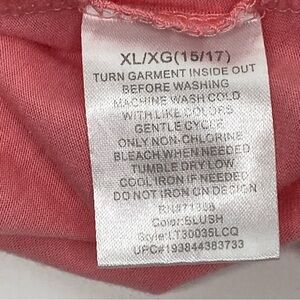 XL/XG(15/17)
TURN GARMENT INSIDE OUT
BEFORE WASHING
MACHINE WASH COLD
WITH LIKE COLORS
GENTLE CYCLE
ONLY NON-CHLORINE
BLEACH WHEN NEEDED
TUMBLE DRY LOW
COOL IRON IF NEEDED
DO NOT IRON ON DESIGN
Color:BLUSH
Style:LT30035LCQ
UPC#193844383733